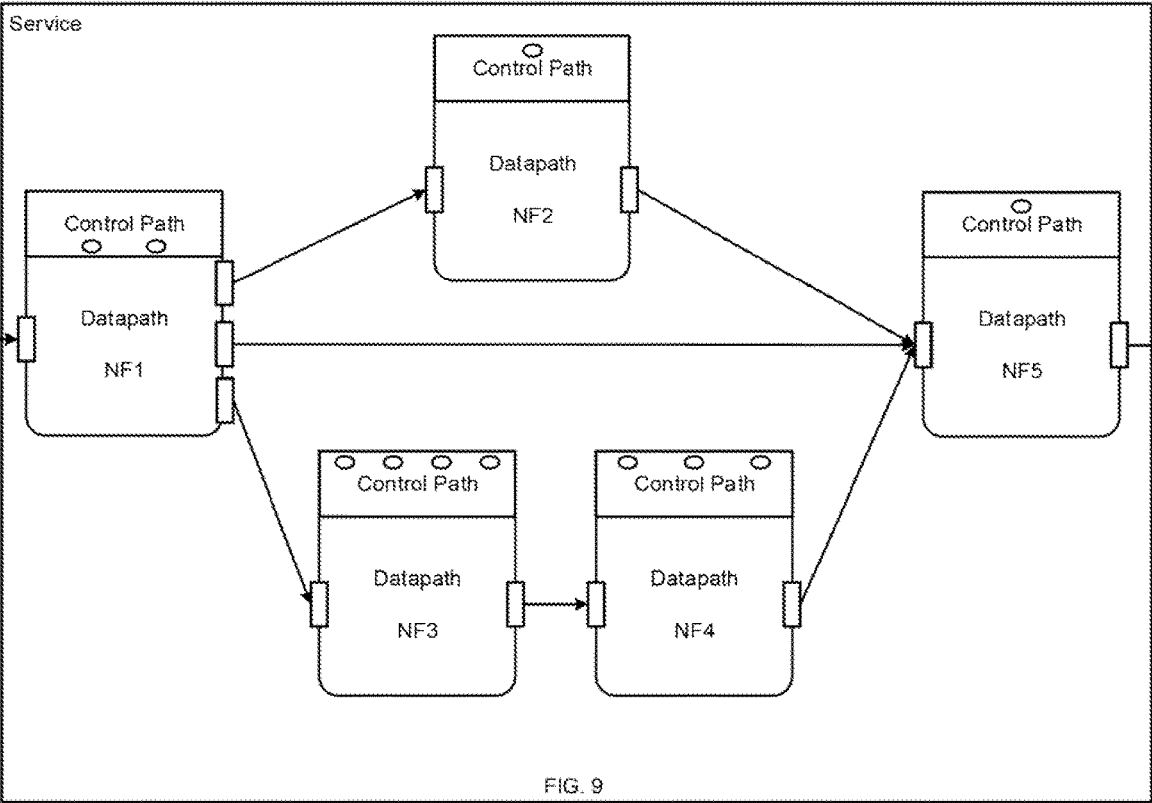 Service
Control Path
Datapath
NF2
Control Path
Datapath
NF1
Control Path
Datapath
NF5
Control Path
Datapath
NF3
Control Path
Datapath
NF4
FIG. 9